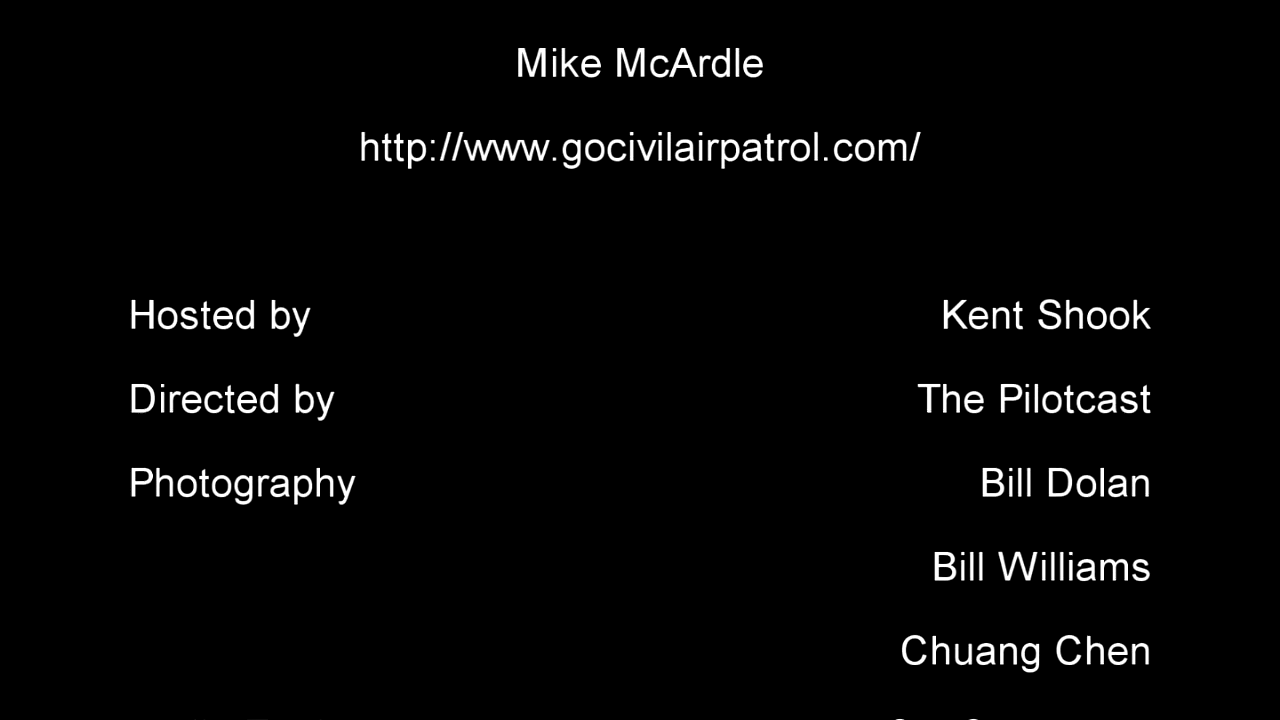 Mike McArdle
http://www.gocivilairpatrol.com/
Hosted by Kent Shook
Directed by The Pilotcast
Photography Bill Dolan
Bill Williams
Chuang Chen